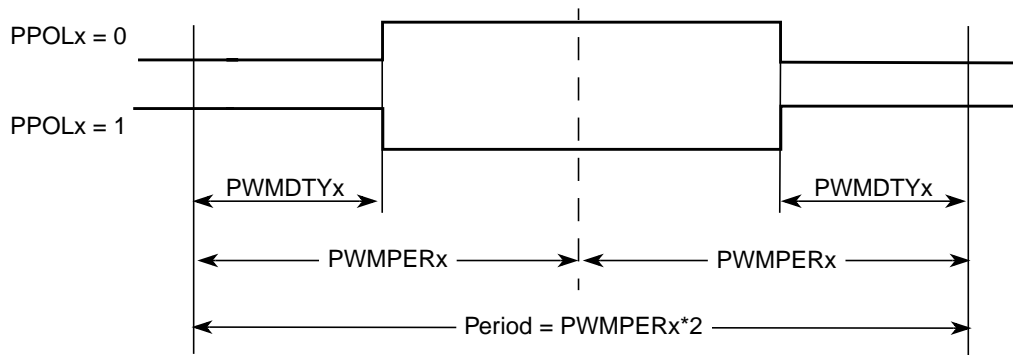 PPOLx = 0
PPOLx = 1
PWMDTYx PWMDTYx
PWMPERx PWMPERx
Period = PWMPERx*2